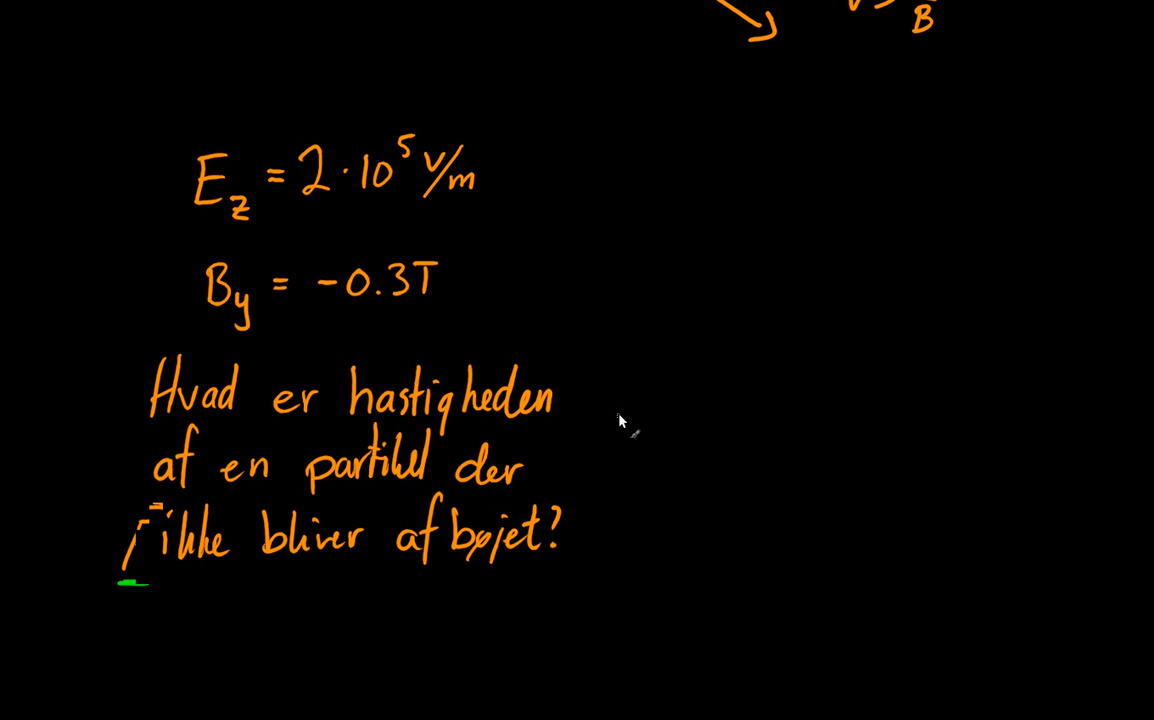 B
E_z = 2·10^5 V/m
B_y = -0.3T
Hvad er hastigheden
af en partikel der
ikke bliver afbøjet?